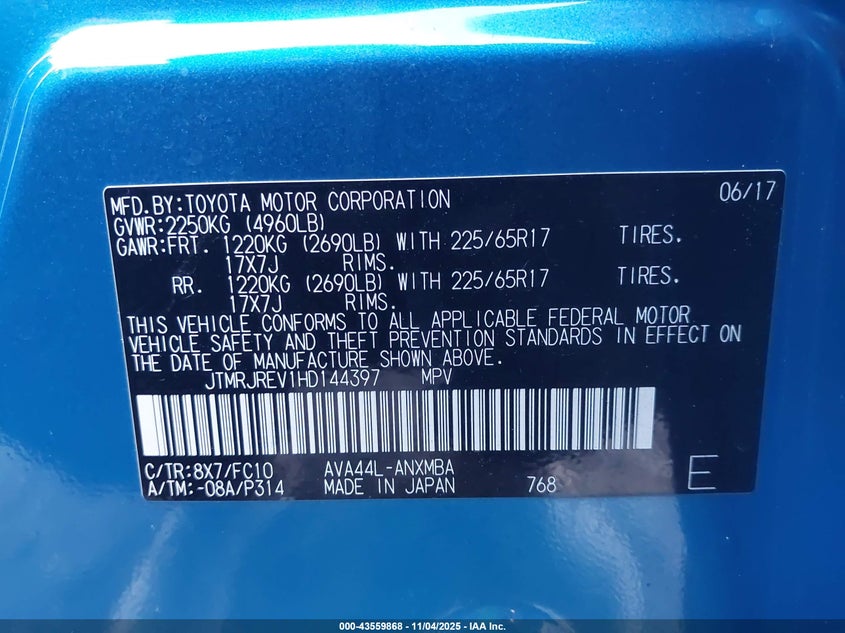 MFD.BY:TOYOTA MOTOR CORPORATION 06/17
GVWR:2250KG (4960LB)
GAWR:FRT. 1220KG (2690LB) WITH 225/65R17 TIRES.
17X7J RIMS.
RR. 1220KG (2690LB) WITH 225/65R17 TIRES.
17X7J RIMS.
THIS VEHICLE CONFORMS TO ALL APPLICABLE FEDERAL MOTOR
VEHICLE SAFETY AND THEFT PREVENTION STANDARDS IN EFFECT ON
THE DATE OF MANUFACTURE SHOWN ABOVE.
JTMRJREV1HD144397 MPV
C/TR:8X7/FC10 AVA44L-ANXMBA
A/TM:-08A/P314 MADE IN JAPAN 768 E
000-43559868 - 11/04/2025 - IAA Inc.